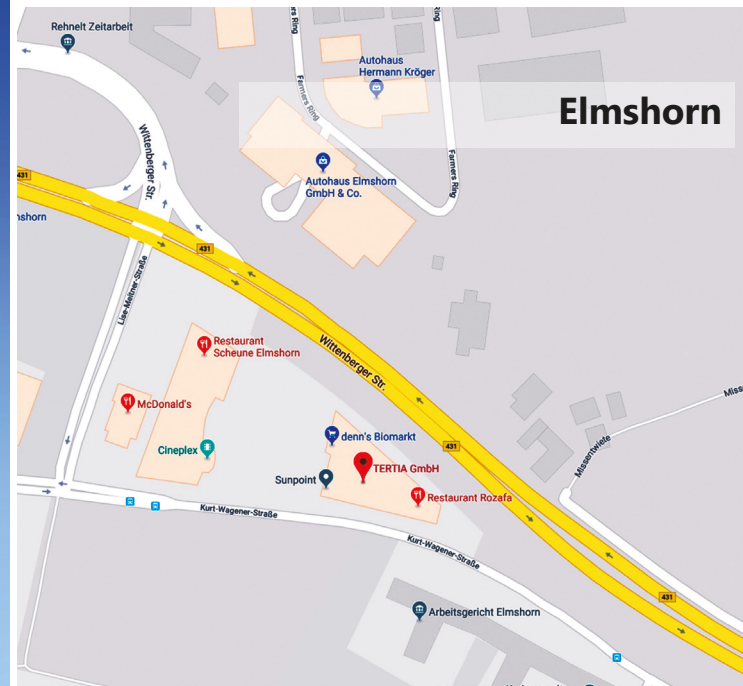 Rehnelt Zeitarbeit
Farmers Ring
Autohaus
Hermann Kröger
Elmshorn
Farmers Ring
Wittenberger Str.
Farmers Ring
431
Autohaus Elmshorn
GmbH & Co.
431
Lise-Meitner-Straße
Restaurant
Scheune Elmshorn
Wittenberger Str.
McDonald's
denn's Biomarkt
431
Cineplex
TERTIA GmbH
Missentwiete
Sunpoint
Restaurant Rozafa
Kurt-Wagener-Straße
Kurt-Wagener-Straße
431
Arbeitsgericht Elmshorn